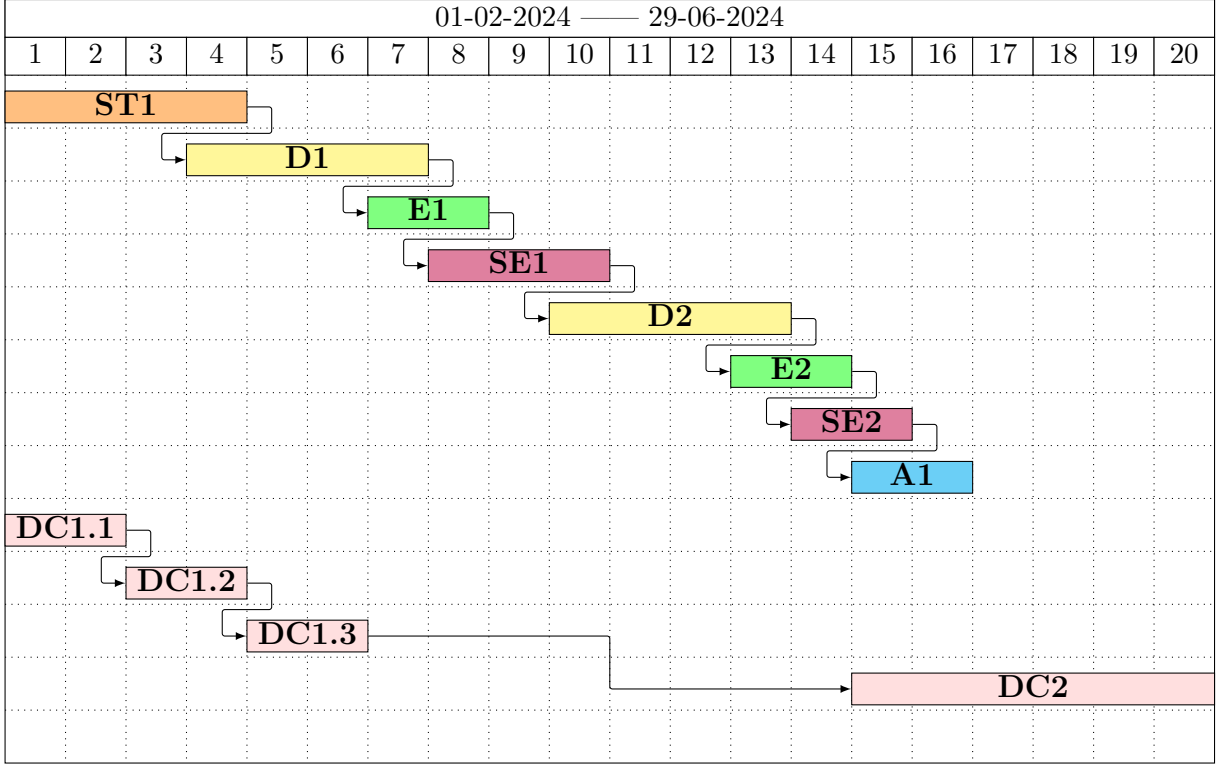 01-02-2024 —— 29-06-2024
1 2 3 4 5 6 7 8 9 10 11 12 13 14 15 16 17 18 19 20
ST1
D1
E1
SE1
D2
E2
SE2
A1
DC1.1
DC1.2
DC1.3
DC2